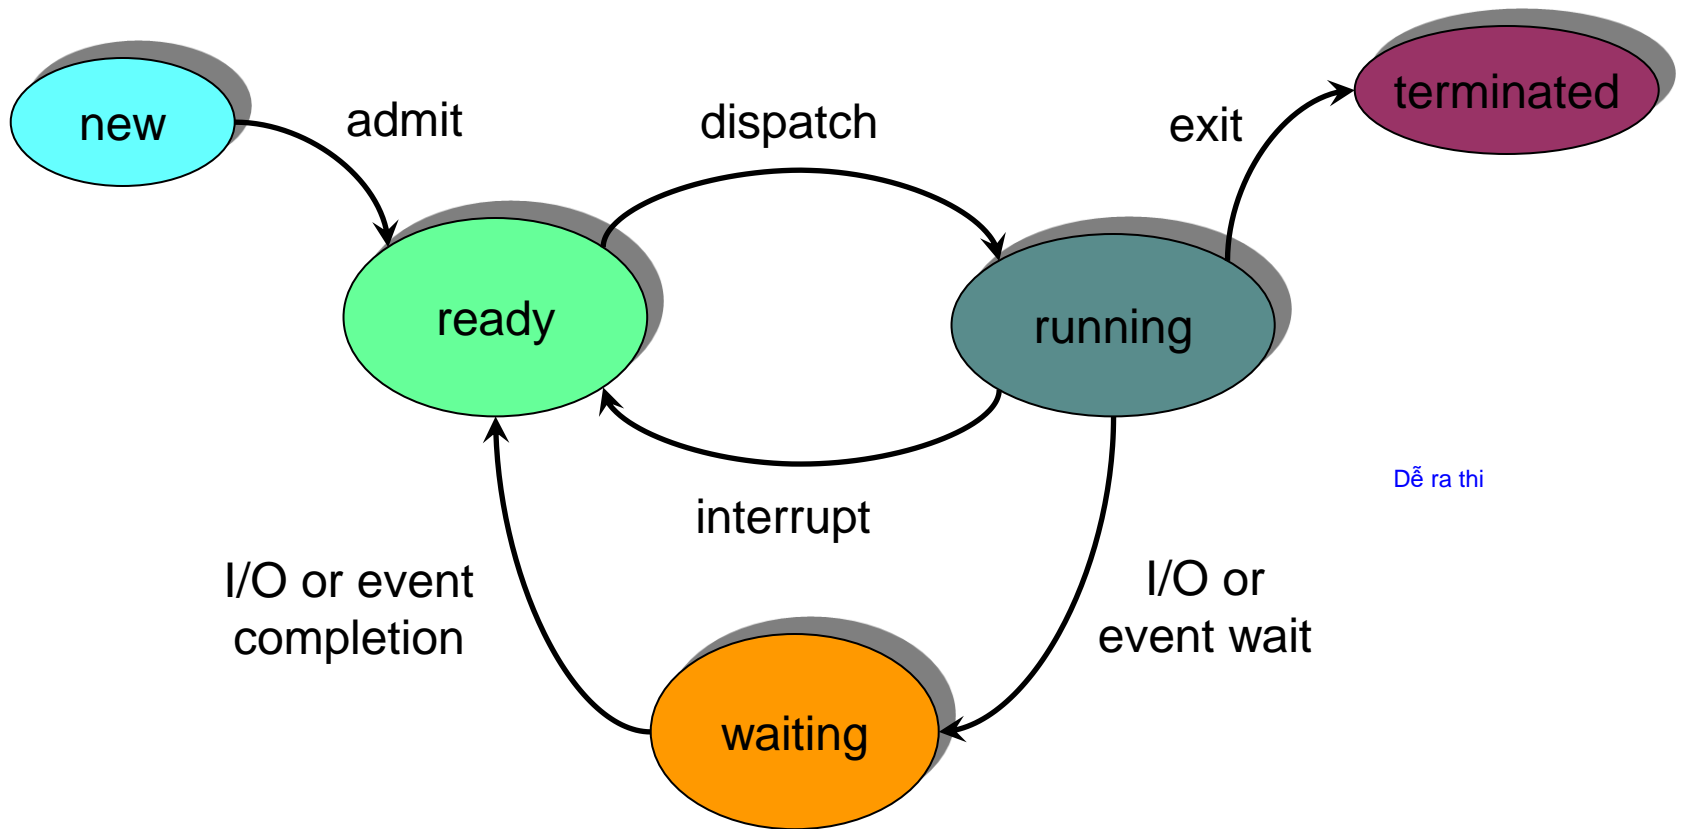 new
admit
dispatch
exit
terminated
ready
running
Dễ ra thi
interrupt
I/O or event
completion
I/O or
event wait
waiting